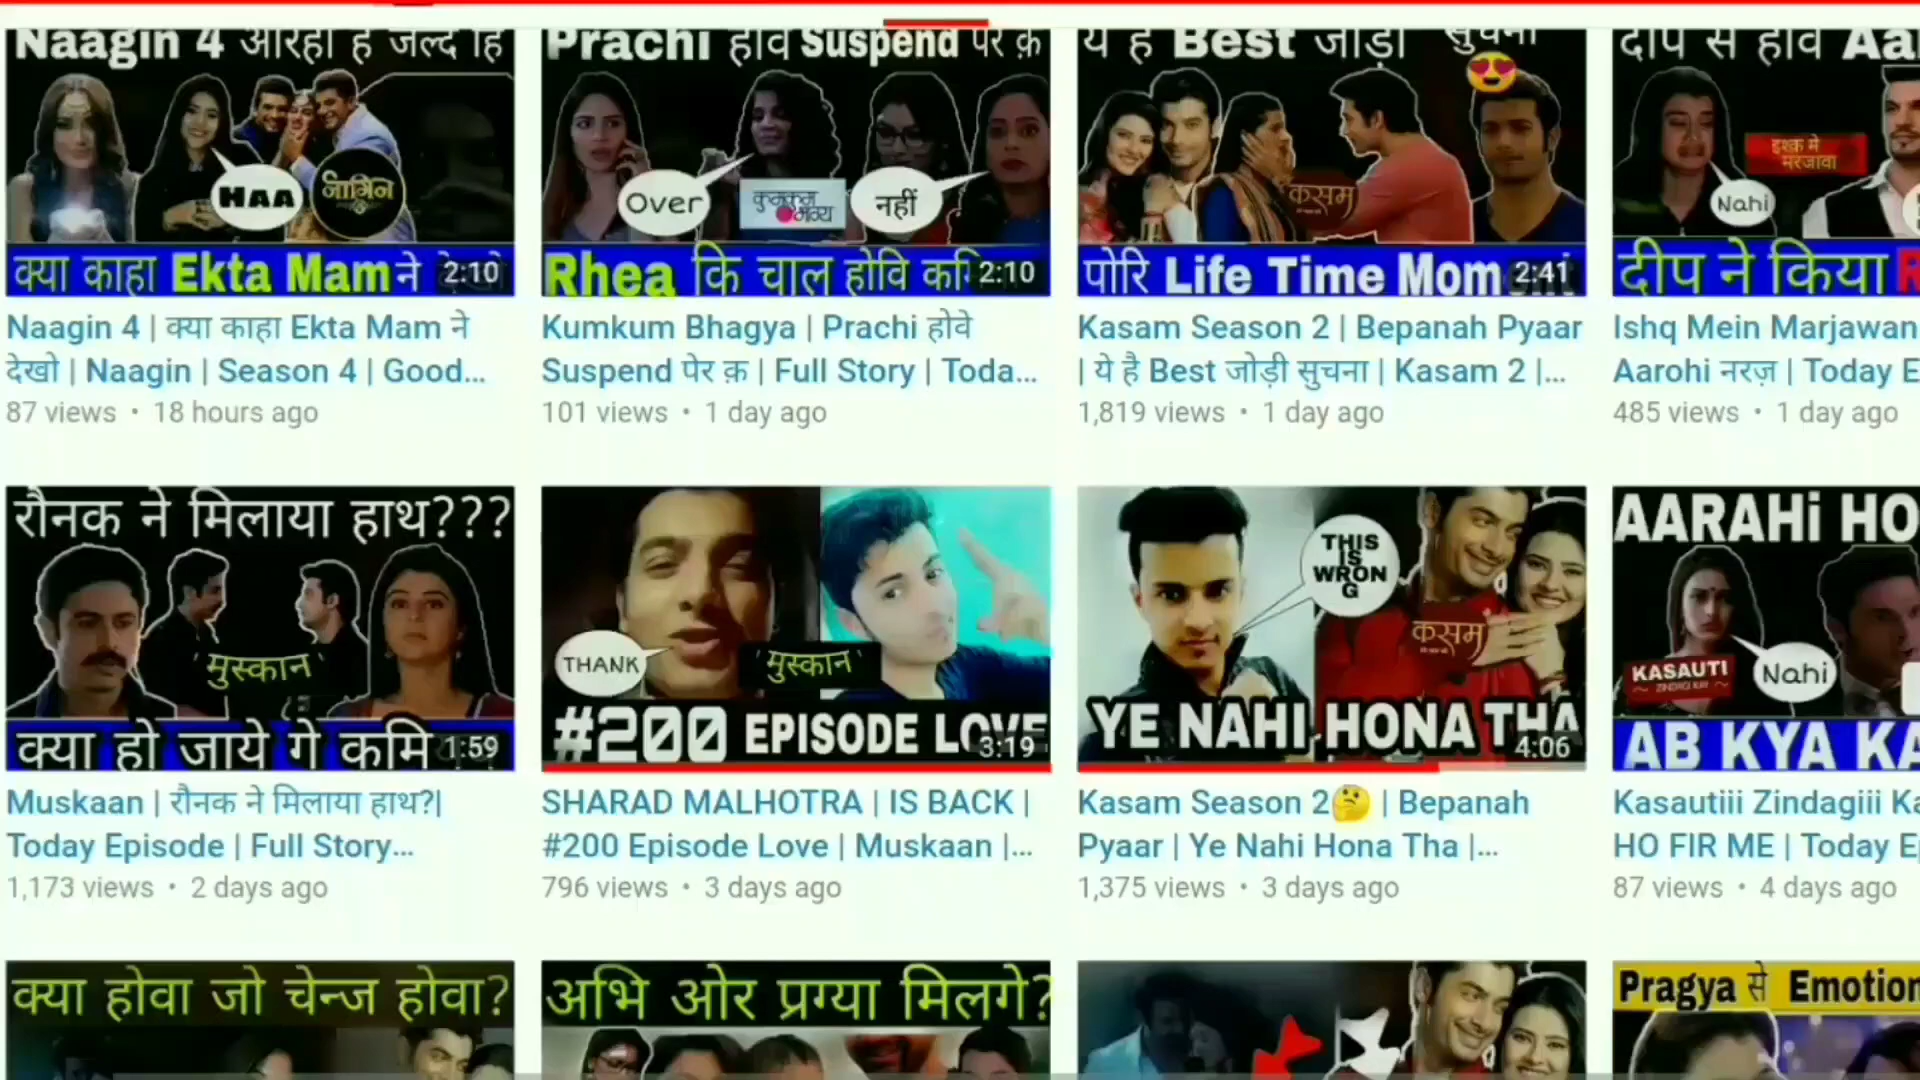 Naagin 4 आरहा है जल्द हि
HAA
नागिन
क्या काहा Ekta Mam ने
2:10
Naagin 4 | क्या काहा Ekta Mam ने
देखो | Naagin | Season 4 | Good...
87 views • 18 hours ago
Prachi होवे Suspend पेर क़
Over
कुमकुम भाग्य
नहीं
Rhea कि चाल होवि
2:10
Kumkum Bhagya | Prachi होवे
Suspend पेर क़ | Full Story | Toda...
101 views • 1 day ago
ये है Best जोड़ी सुचना
कसम
पोरि Life Time Moment
2:41
Kasam Season 2 | Bepanah Pyaar
| ये है Best जोड़ी सुचना | Kasam 2 |...
1,819 views • 1 day ago
दीप से होवे
इश्क़ में
मरजावां
Nahi
दीप ने किया
Ishq Mein Marjawan
Aarohi नरज़ | Today E
485 views • 1 day ago
रौनक ने मिलाया हाथ???
मुस्कान
क्या हो जाये गे कमि
1:59
Muskaan | रौनक ने मिलाया हाथ?|
Today Episode | Full Story...
1,173 views • 2 days ago
THANK
मुस्कान
#200 EPISODE LOVE
3:19
SHARAD MALHOTRA | IS BACK |
#200 Episode Love | Muskaan |...
796 views • 3 days ago
THIS
IS
WRON
G
कसम
YE NAHI HONA THA
4:06
Kasam Season 2🤔 | Bepanah
Pyaar | Ye Nahi Hona Tha |...
1,375 views • 3 days ago
AARAHi HO
KASAUTI
ZINDAGII KAY
Nahi
AB KYA KA
Kasautiii Zindagiii Ka
HO FIR ME | Today E
87 views • 4 days ago
क्या होवा जो चेन्ज होवा?
अभि ओर प्रग्या मिलगे?
Pragya से Emotion